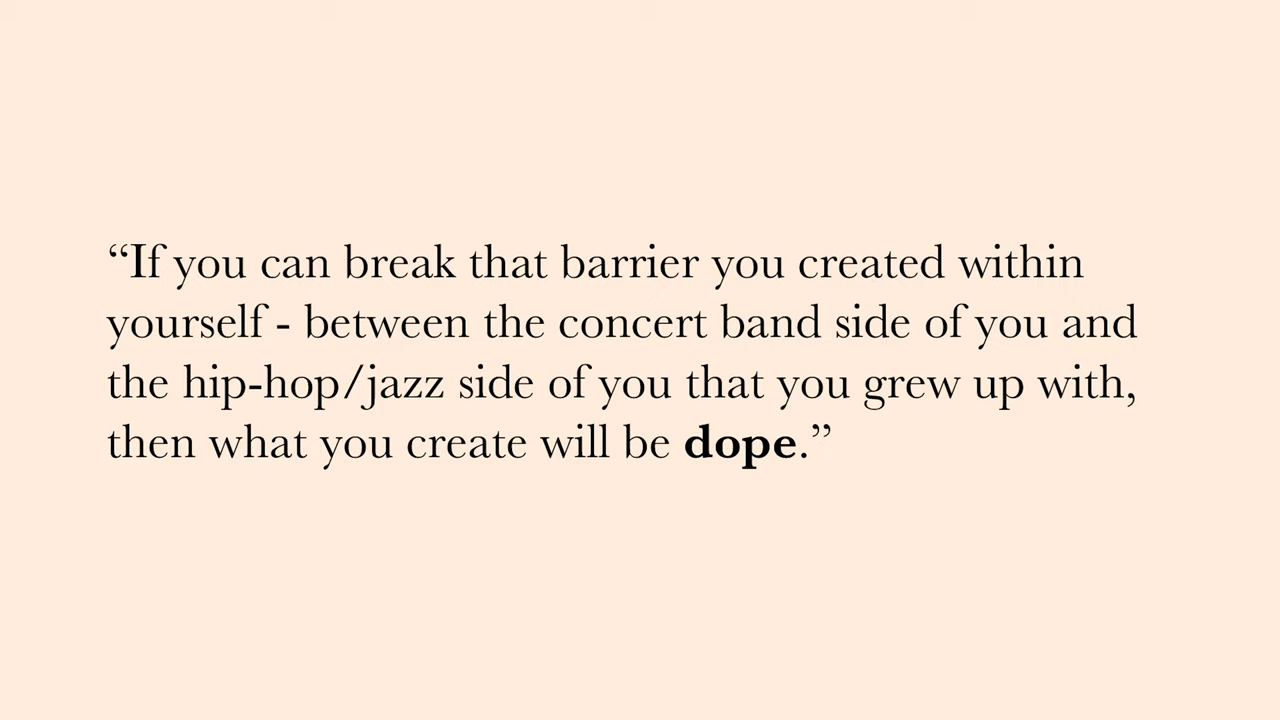 “If you can break that barrier you created within
yourself - between the concert band side of you and
the hip-hop/jazz side of you that you grew up with,
then what you create will be dope.”